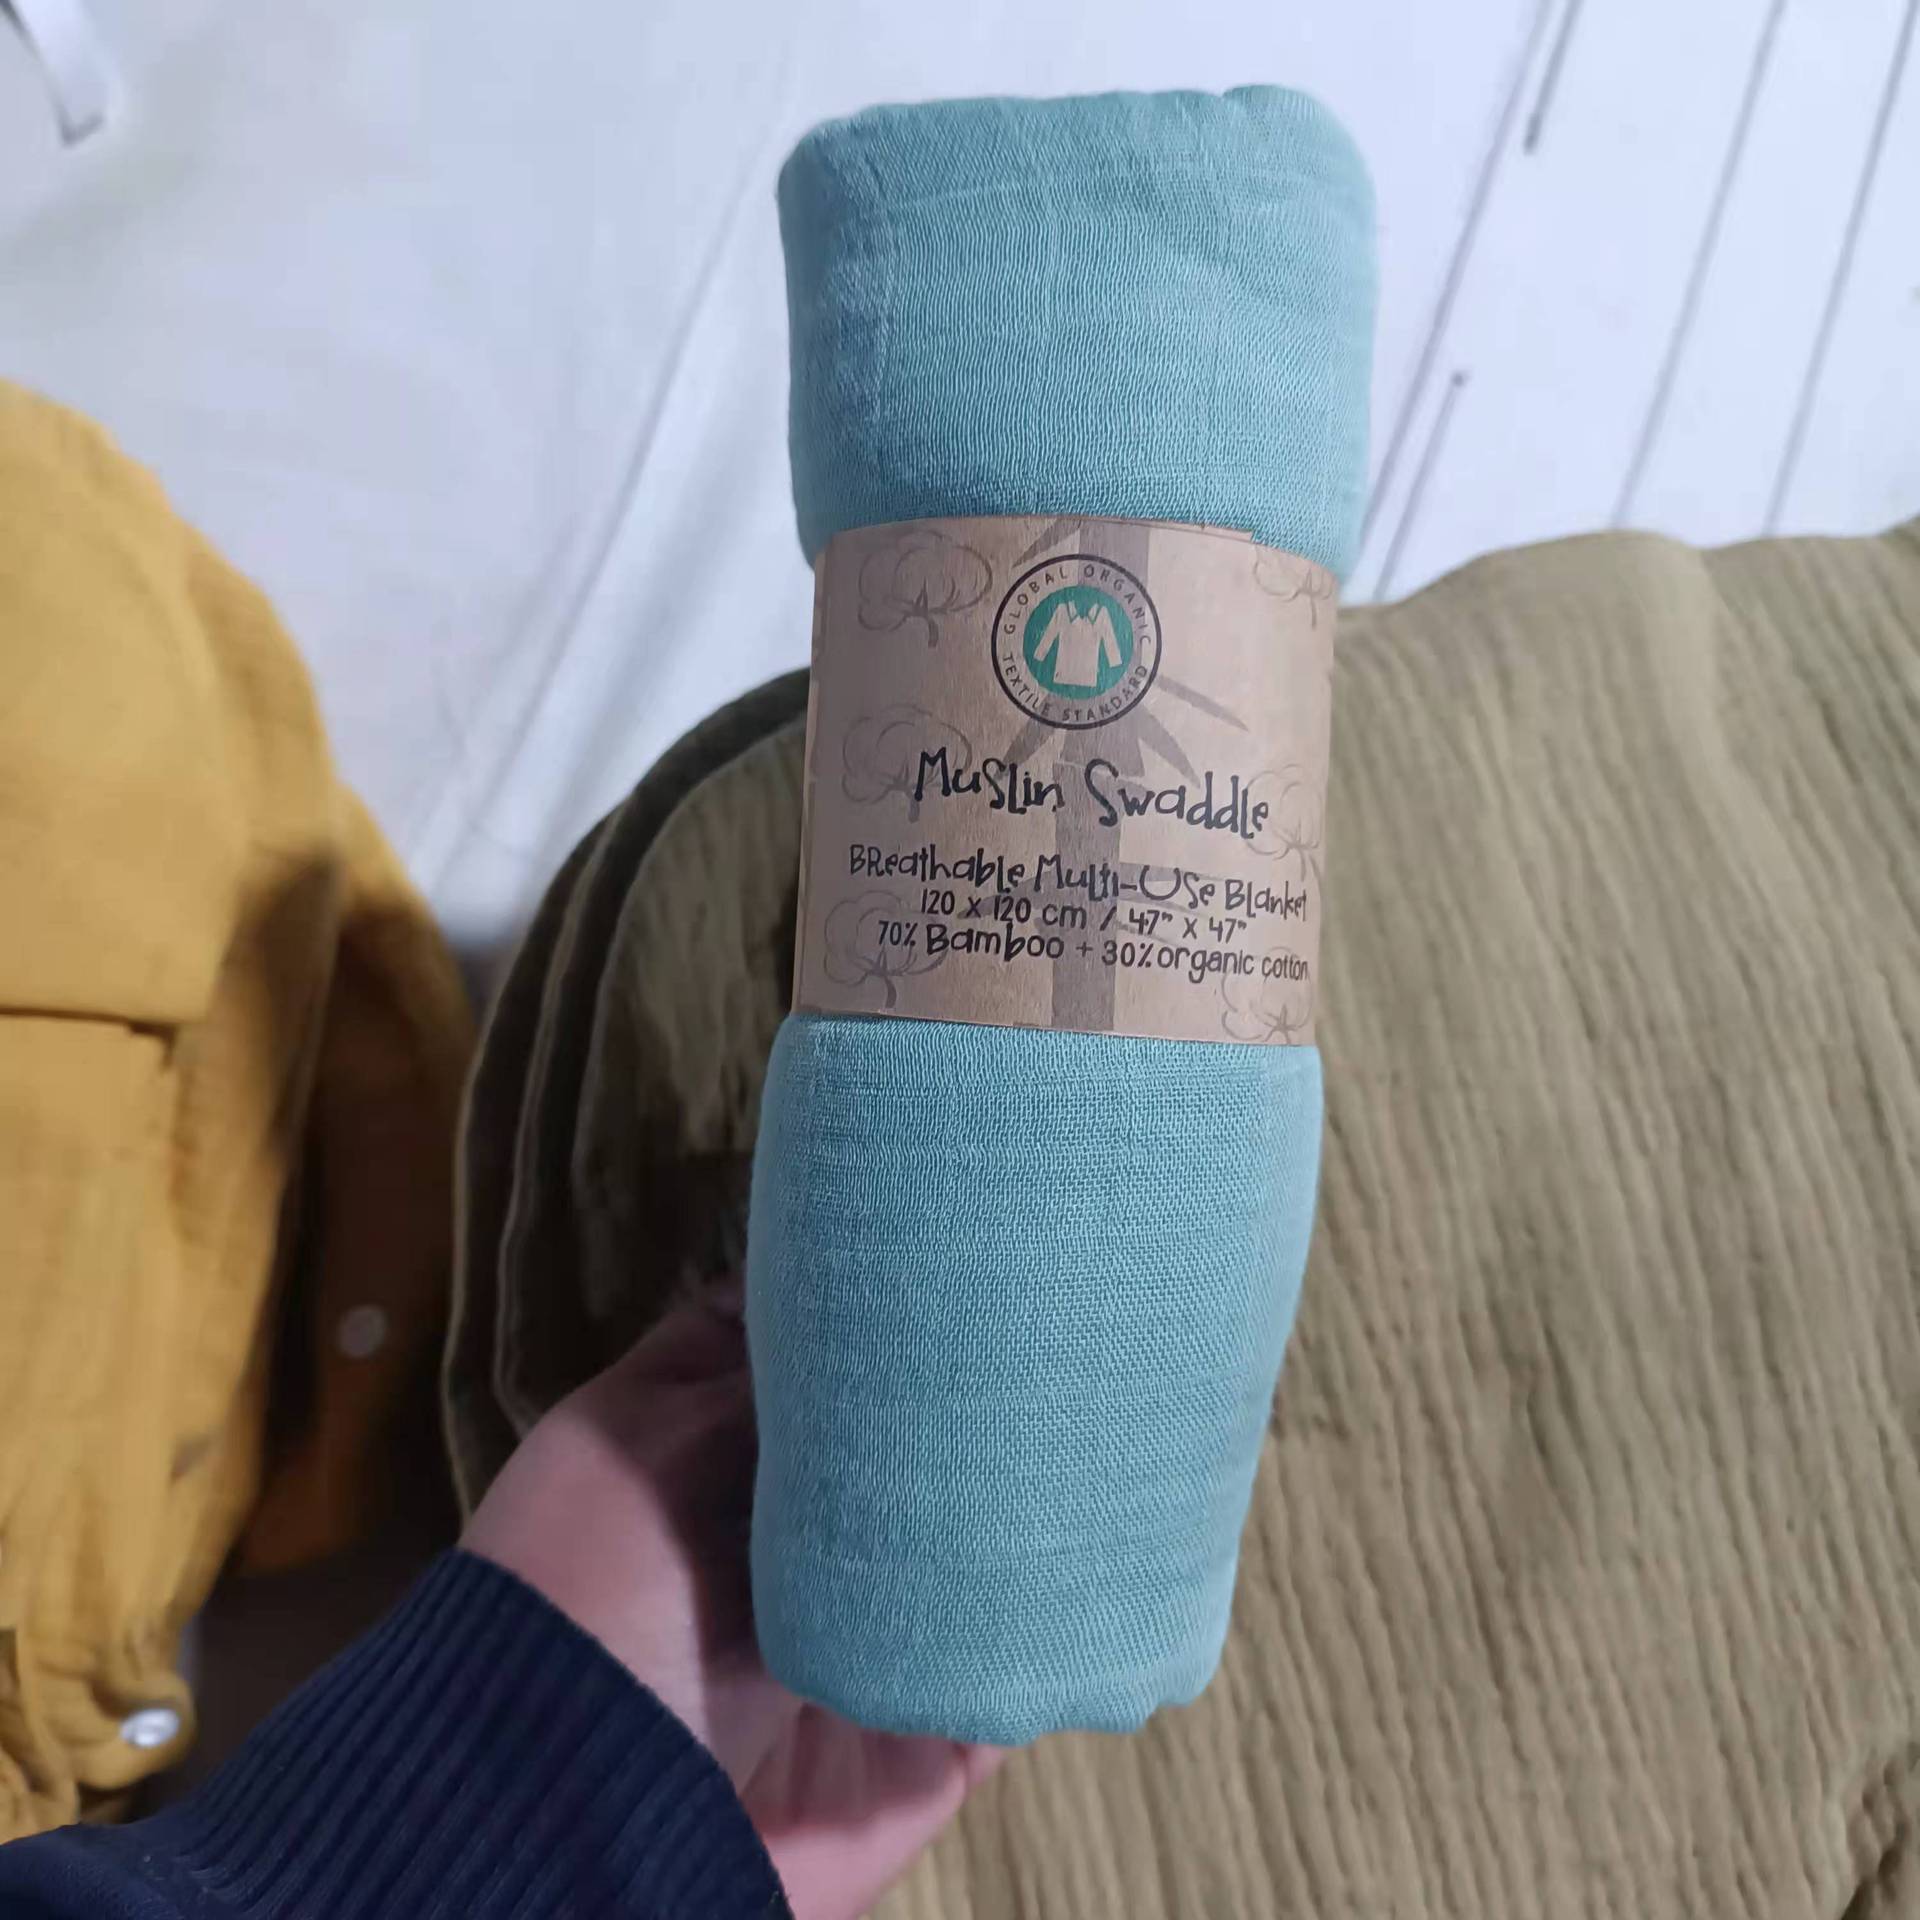 GLOBAL ORGANIC
TEXTILE STANDARD
Muslin Swaddle
Breathable Multi-Use Blanket
120 x 120 cm / 47" x 47"
70% Bamboo + 30% organic cotton